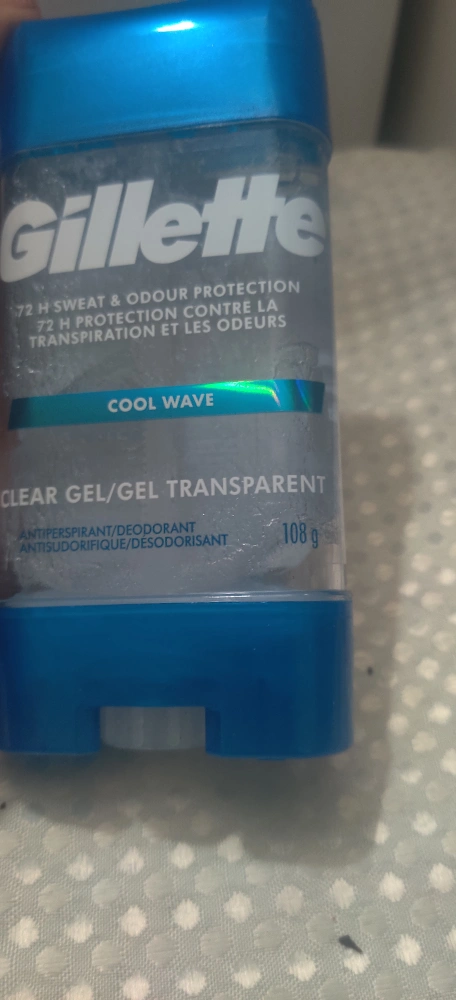 Gillette
72 H SWEAT & ODOUR PROTECTION
72 H PROTECTION CONTRE LA
TRANSPIRATION ET LES ODEURS
COOL WAVE
CLEAR GEL/GEL TRANSPARENT
ANTIPERSPIRANT/DEODORANT
ANTISUDORIFIQUE/DÉSODORISANT
108 g